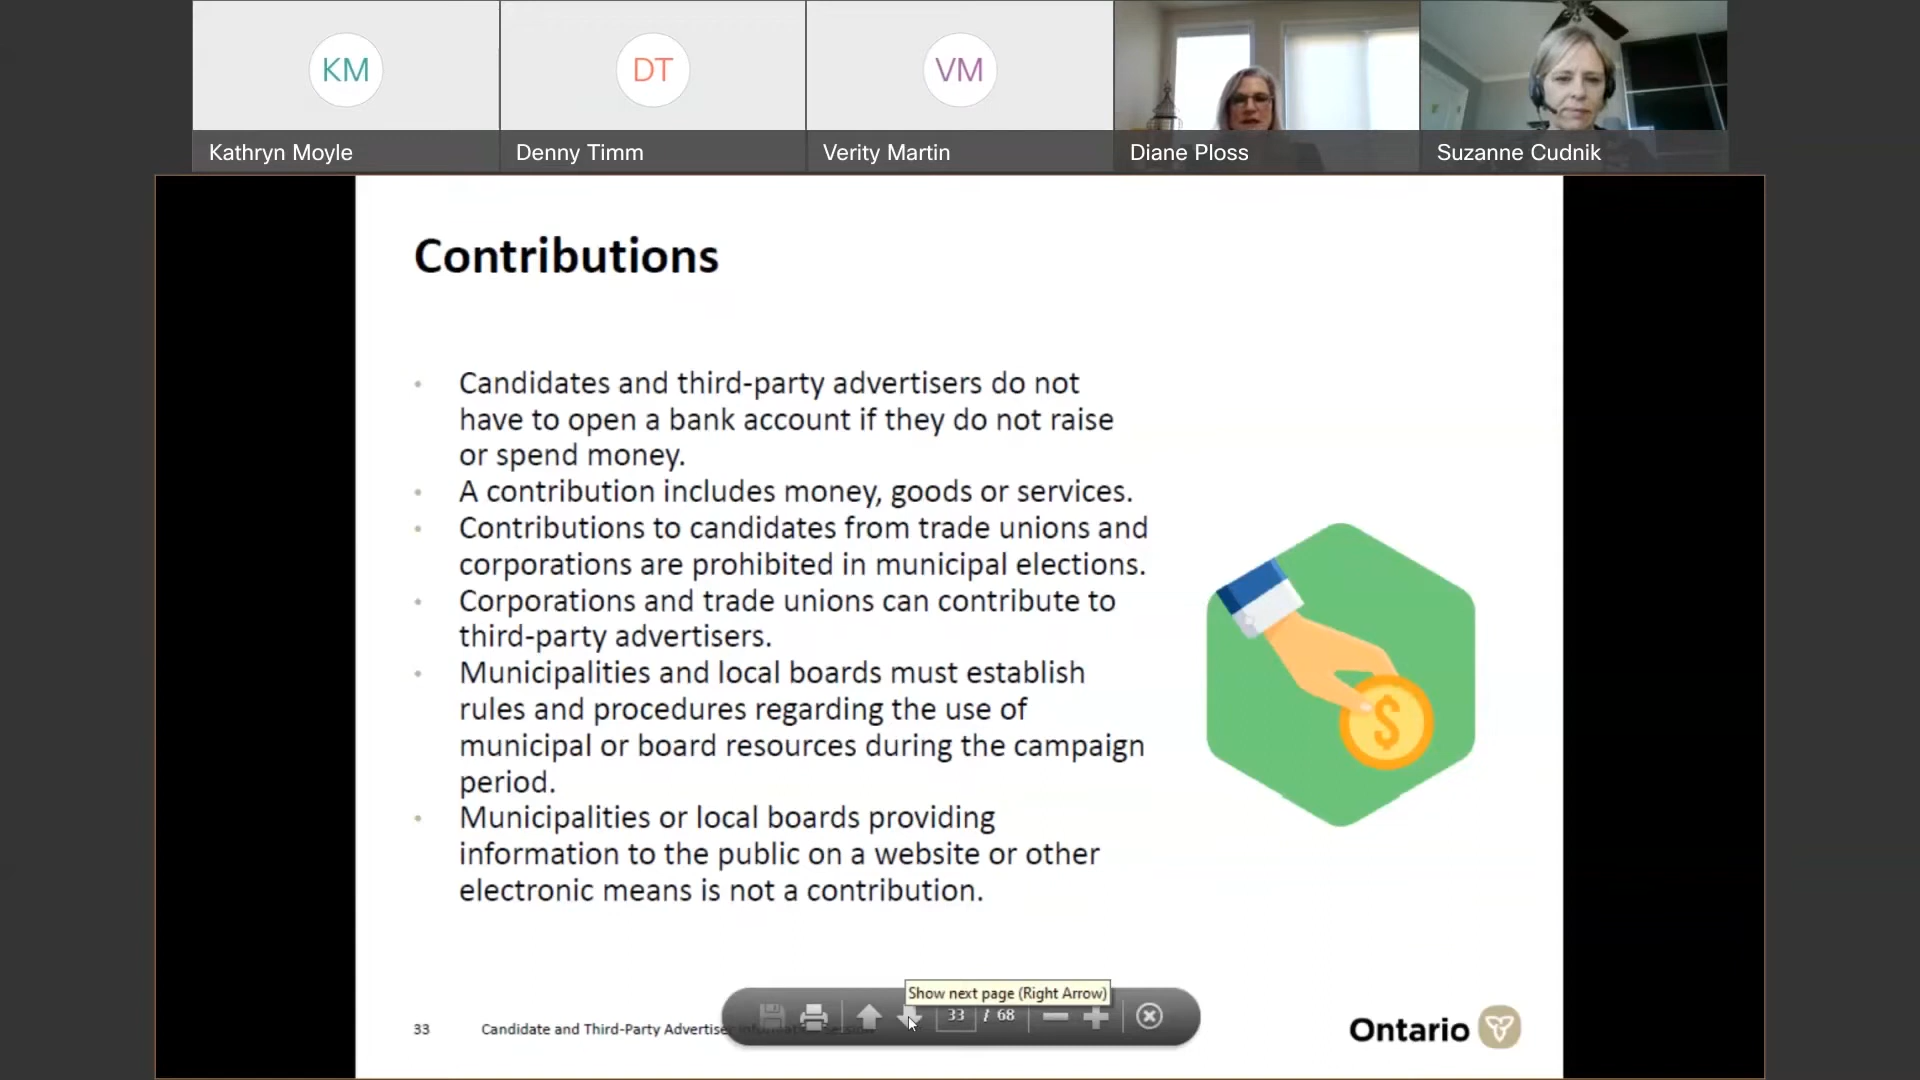 KM
DT
VM
Kathryn Moyle
Denny Timm
Verity Martin
Diane Ploss
Suzanne Cudnik
Contributions
• Candidates and third-party advertisers do not
have to open a bank account if they do not raise
or spend money.
• A contribution includes money, goods or services.
• Contributions to candidates from trade unions and
corporations are prohibited in municipal elections.
• Corporations and trade unions can contribute to
third-party advertisers.
• Municipalities and local boards must establish
rules and procedures regarding the use of
municipal or board resources during the campaign
period.
• Municipalities or local boards providing
information to the public on a website or other
electronic means is not a contribution.
$
Show next page (Right Arrow)
33 / 68
33 Candidate and Third-Party Advertiser
Ontario